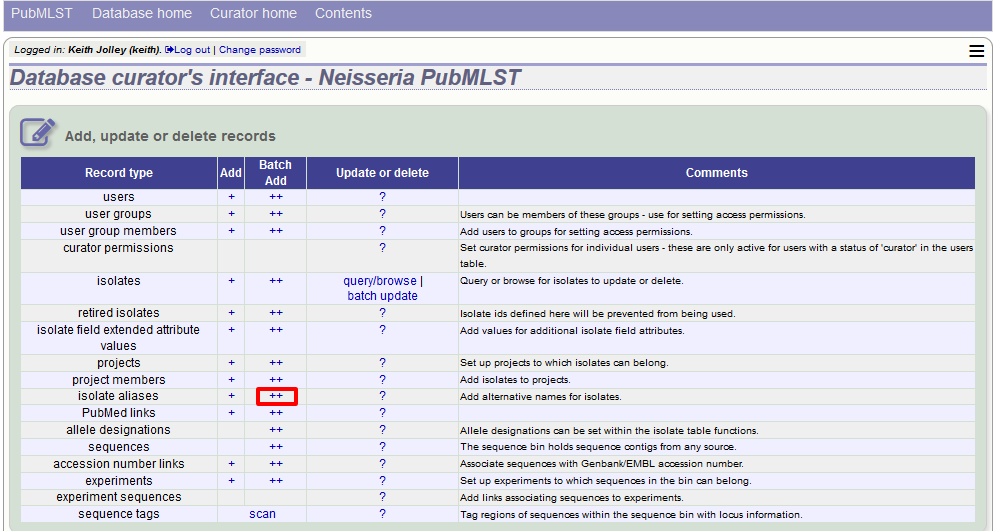 PubMLST Database home Curator home Contents
Logged in: Keith Jolley (keith). Log out | Change password
Database curator's interface - Neisseria PubMLST
Add, update or delete records
Record type Add Batch Add Update or delete Comments
users + ++ ?
user groups + ++ ? Users can be members of these groups - use for setting access permissions.
user group members + ++ ? Add users to groups for setting access permissions.
curator permissions ? Set curator permissions for individual users - these are only active for users with a status of 'curator' in the users
table.
isolates + ++ query/browse | Query or browse for isolates to update or delete.
batch update
retired isolates + ++ ? Isolate ids defined here will be prevented from being used.
isolate field extended attribute + ++ ? Add values for additional isolate field attributes.
values
projects + ++ ? Set up projects to which isolates can belong.
project members + ++ ? Add isolates to projects.
isolate aliases + ++ ? Add alternative names for isolates.
PubMed links + ++ ?
allele designations ++ ? Allele designations can be set within the isolate table functions.
sequences ++ ? The sequence bin holds sequence contigs from any source.
accession number links + ++ ? Associate sequences with Genbank/EMBL accession number.
experiments + ++ ? Set up experiments to which sequences in the bin can belong.
experiment sequences ? Add links associating sequences to experiments.
sequence tags scan ? Tag regions of sequences within the sequence bin with locus information.